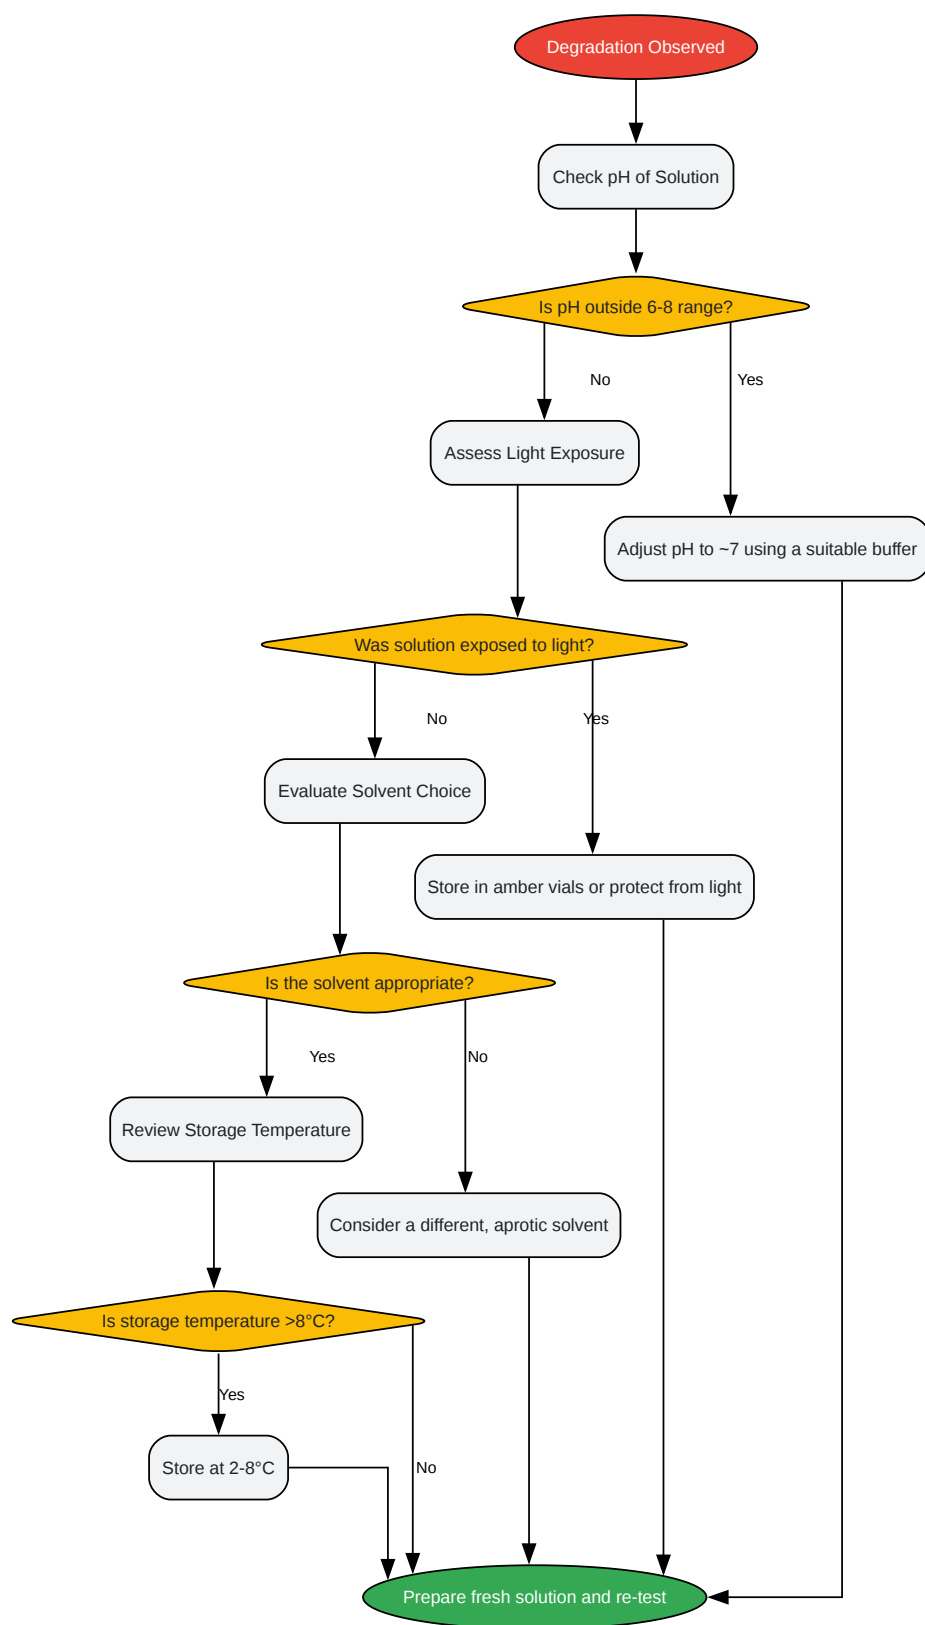 Degradation Observed
Check pH of Solution
Is pH outside 6-8 range?
No
Yes
Assess Light Exposure
Adjust pH to ~7 using a suitable buffer
Was solution exposed to light?
No
Yes
Evaluate Solvent Choice
Store in amber vials or protect from light
Is the solvent appropriate?
Yes
No
Review Storage Temperature
Consider a different, aprotic solvent
Is storage temperature >8°C?
Yes
Store at 2-8°C
No
Prepare fresh solution and re-test